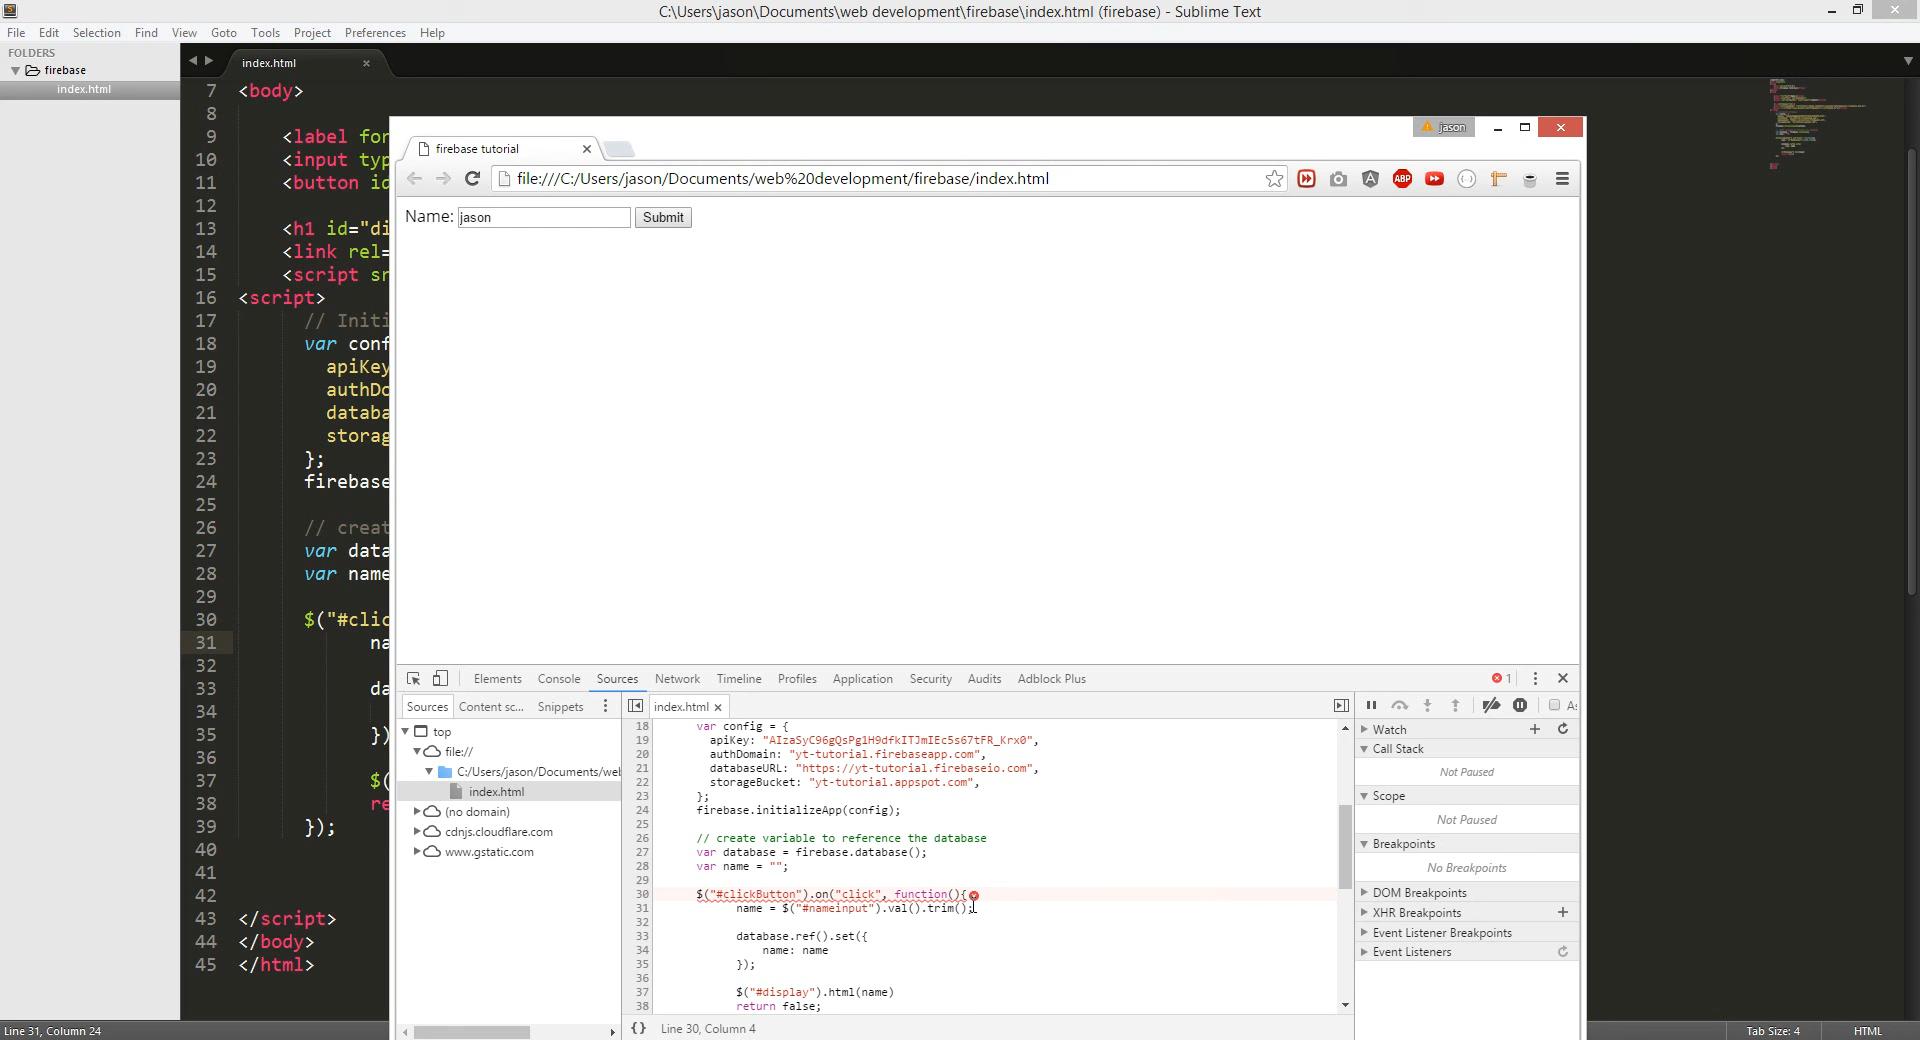 C:\Users\jason\Documents\web development\firebase\index.html (firebase) - Sublime Text
File Edit Selection Find View Goto Tools Project Preferences Help
FOLDERS
firebase
index.html
index.html
7 <body>
8
9 <label for
10 <input typ
11 <button id
12
13 <h1 id="di
14 <link rel=
15 <script sr
16 <script>
17 // Initi
18 var conf
19 apiKey
20 authDo
21 databa
22 storag
23 };
24 firebase
25
26 // creat
27 var data
28 var name
29
30 $("#clic
31 na
32
33 da
34
35 })
36
37 $(
38 re
39 });
40
41
42
43 </script>
44 </body>
45 </html>
jason
firebase tutorial
file:///C:/Users/jason/Documents/web%20development/firebase/index.html
ABP
Name: jason Submit
Elements Console Sources Network Timeline Profiles Application Security Audits Adblock Plus 1
Sources Content sc... Snippets
top
file://
C:/Users/jason/Documents/web
index.html
(no domain)
cdnjs.cloudflare.com
www.gstatic.com
index.html
18 var config = {
19 apiKey: "AIzaSyC96gQsPg1H9dfkITJmIEc5s67tFR_Krx0",
20 authDomain: "yt-tutorial.firebaseapp.com",
21 databaseURL: "https://yt-tutorial.firebaseio.com",
22 storageBucket: "yt-tutorial.appspot.com",
23 };
24 firebase.initializeApp(config);
25
26 // create variable to reference the database
27 var database = firebase.database();
28 var name = "";
29
30 $("#clickButton").on("click", function(){
31 name = $("#nameinput").val().trim();
32
33 database.ref().set({
34 name: name
35 });
36
37 $("#display").html(name)
38 return false;
{} Line 30, Column 4
As
Watch
Call Stack
Not Paused
Scope
Not Paused
Breakpoints
No Breakpoints
DOM Breakpoints
XHR Breakpoints
Event Listener Breakpoints
Event Listeners
Line 31, Column 24
Tab Size: 4
HTML